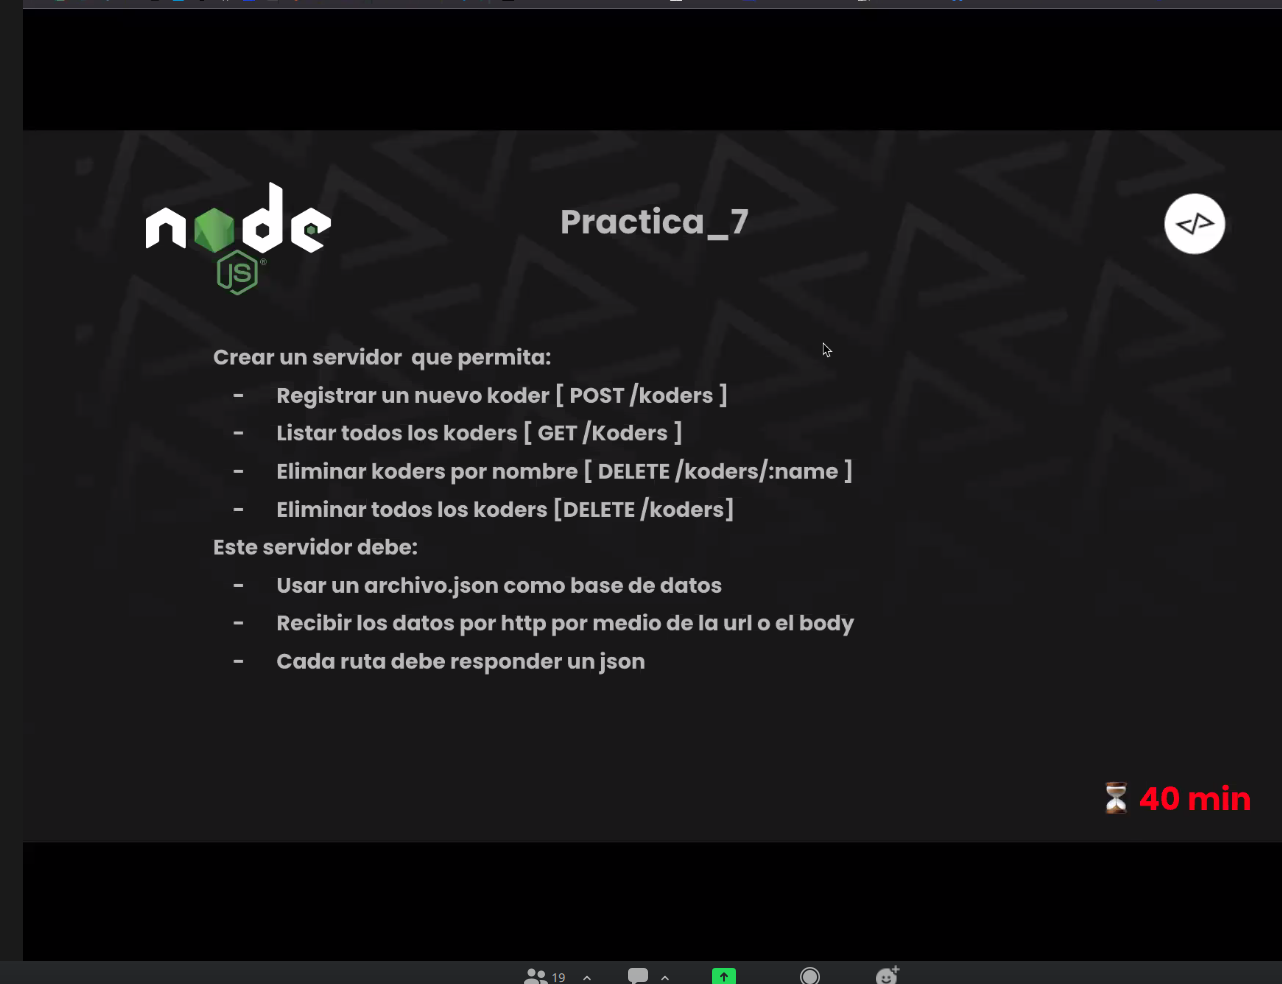 node
JS
®
Practica_7
</>
Crear un servidor que permita:
- Registrar un nuevo koder [ POST /koders ]
- Listar todos los koders [ GET /Koders ]
- Eliminar koders por nombre [ DELETE /koders/:name ]
- Eliminar todos los koders [DELETE /koders]
Este servidor debe:
- Usar un archivo.json como base de datos
- Recibir los datos por http por medio de la url o el body
- Cada ruta debe responder un json
40 min
19